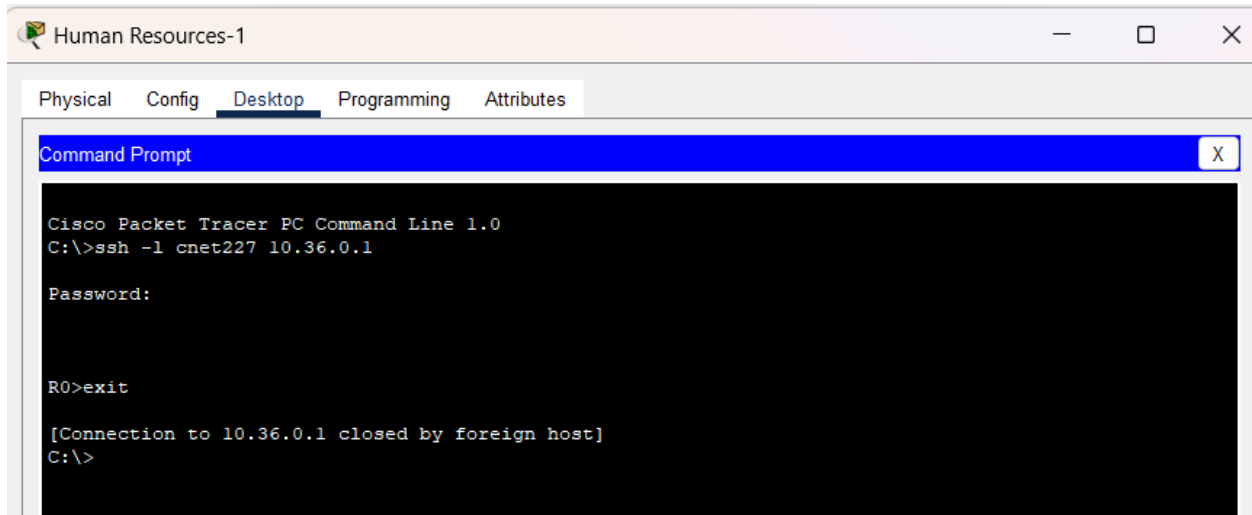 Human Resources-1
Physical Config Desktop Programming Attributes
Command Prompt X
Cisco Packet Tracer PC Command Line 1.0
C:\>ssh -l cnet227 10.36.0.1
Password:
R0>exit
[Connection to 10.36.0.1 closed by foreign host]
C:\>